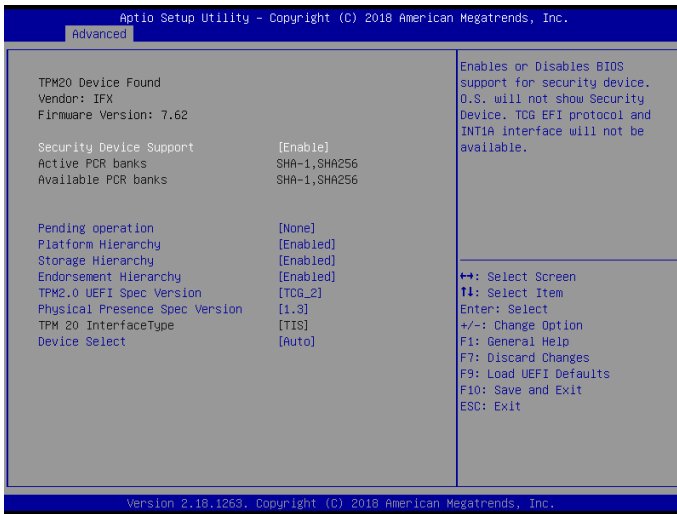 Aptio Setup Utility – Copyright (C) 2018 American Megatrends, Inc.
Advanced
TPM20 Device Found
Vendor: IFX
Firmware Version: 7.62
Security Device Support [Enable]
Active PCR banks SHA-1,SHA256
Available PCR banks SHA-1,SHA256
Pending operation [None]
Platform Hierarchy [Enabled]
Storage Hierarchy [Enabled]
Endorsement Hierarchy [Enabled]
TPM2.0 UEFI Spec Version [TCG_2]
Physical Presence Spec Version [1.3]
TPM 20 InterfaceType [TIS]
Device Select [Auto]
Enables or Disables BIOS
support for security device.
O.S. will not show Security
Device. TCG EFI protocol and
INT1A interface will not be
available.
↔: Select Screen
↑↓: Select Item
Enter: Select
+/-: Change Option
F1: General Help
F7: Discard Changes
F9: Load UEFI Defaults
F10: Save and Exit
ESC: Exit
Version 2.18.1263. Copyright (C) 2018 American Megatrends, Inc.